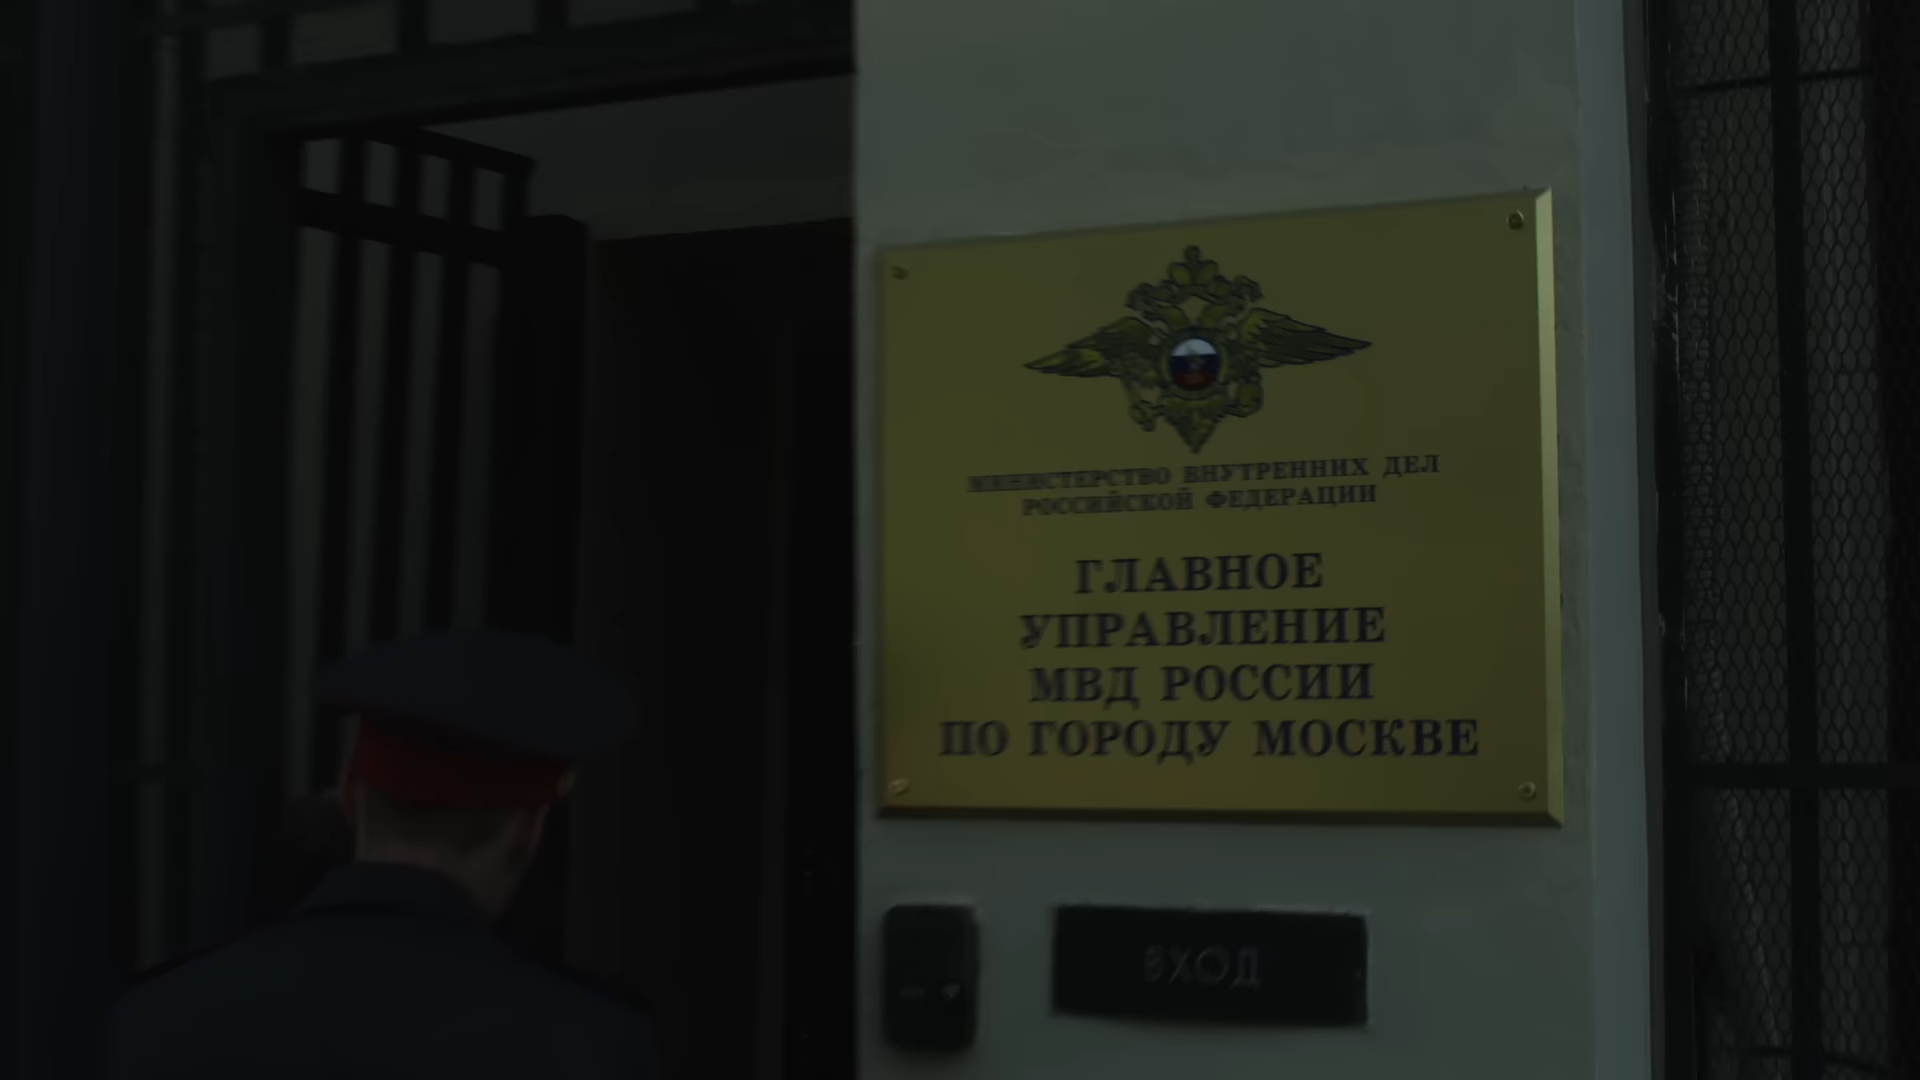 МИНИСТЕРСТВО ВНУТРЕННИХ ДЕЛ
РОССИЙСКОЙ ФЕДЕРАЦИИ
ГЛАВНОЕ
УПРАВЛЕНИЕ
МВД РОССИИ
ПО ГОРОДУ МОСКВЕ
ВХОД